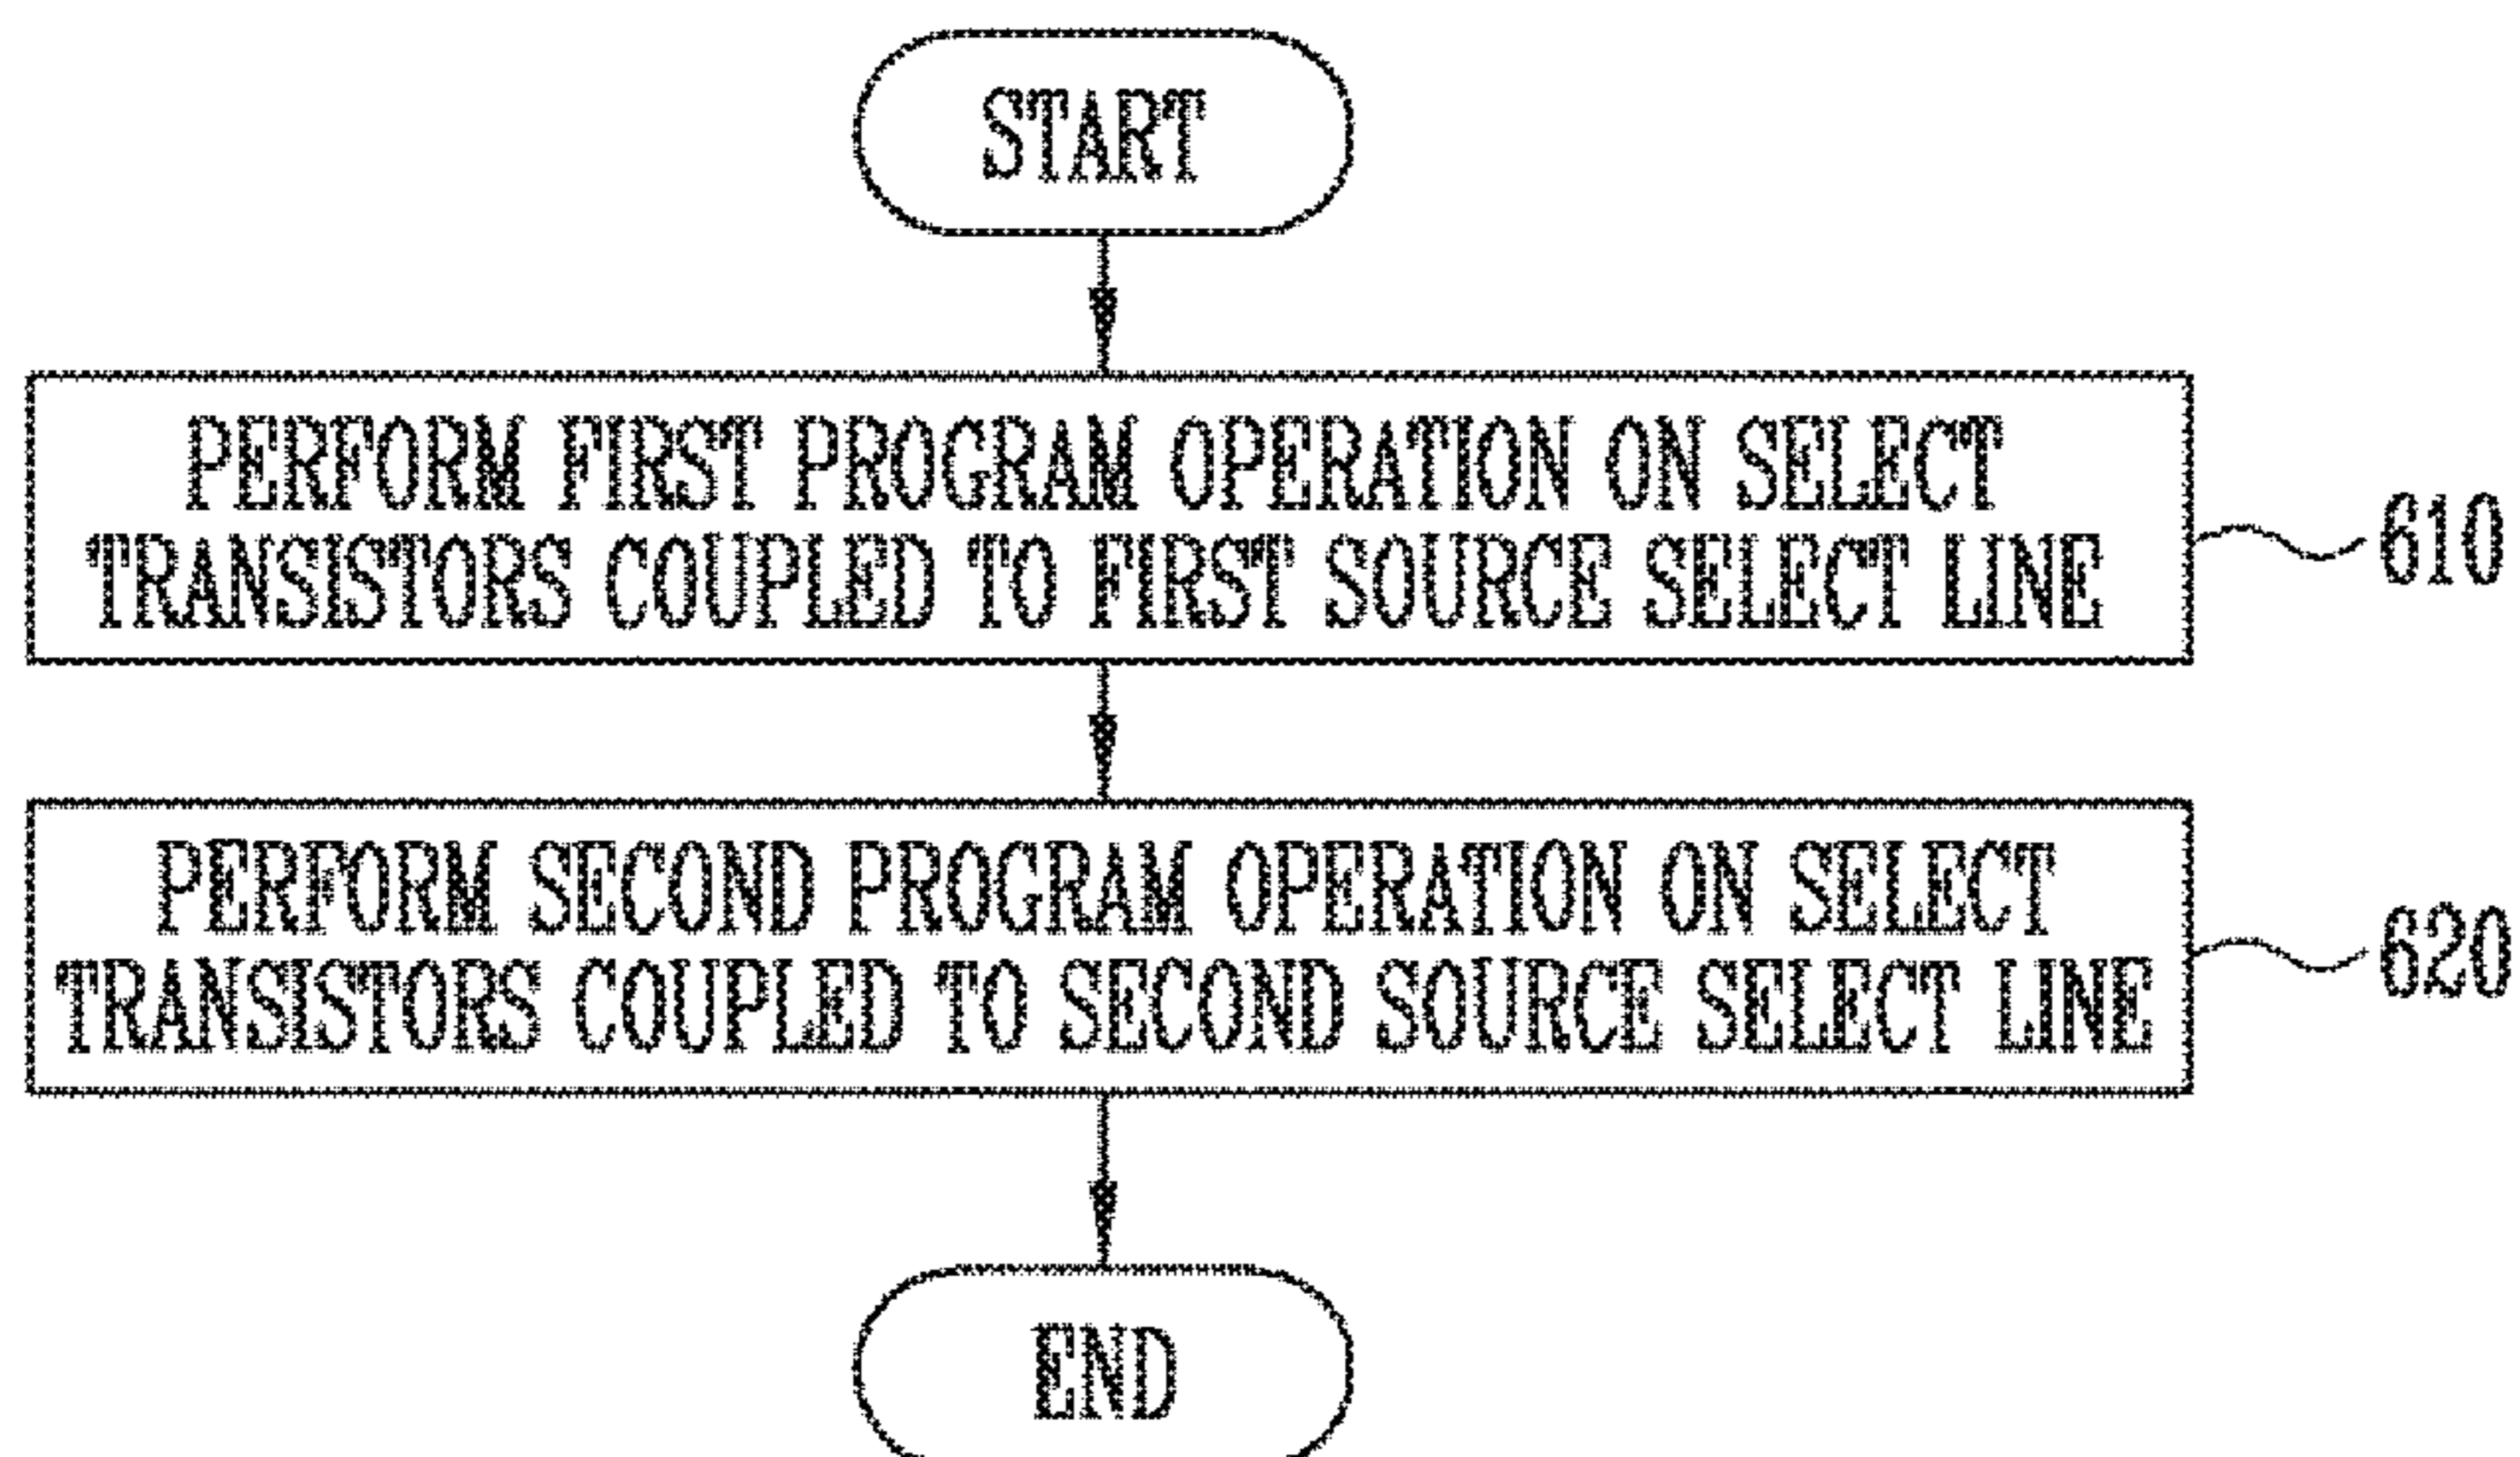 START
PERFORM FIRST PROGRAM OPERATION ON SELECT
TRANSISTORS COUPLED TO FIRST SOURCE SELECT LINE
610
PERFORM SECOND PROGRAM OPERATION ON SELECT
TRANSISTORS COUPLED TO SECOND SOURCE SELECT LINE
620
END